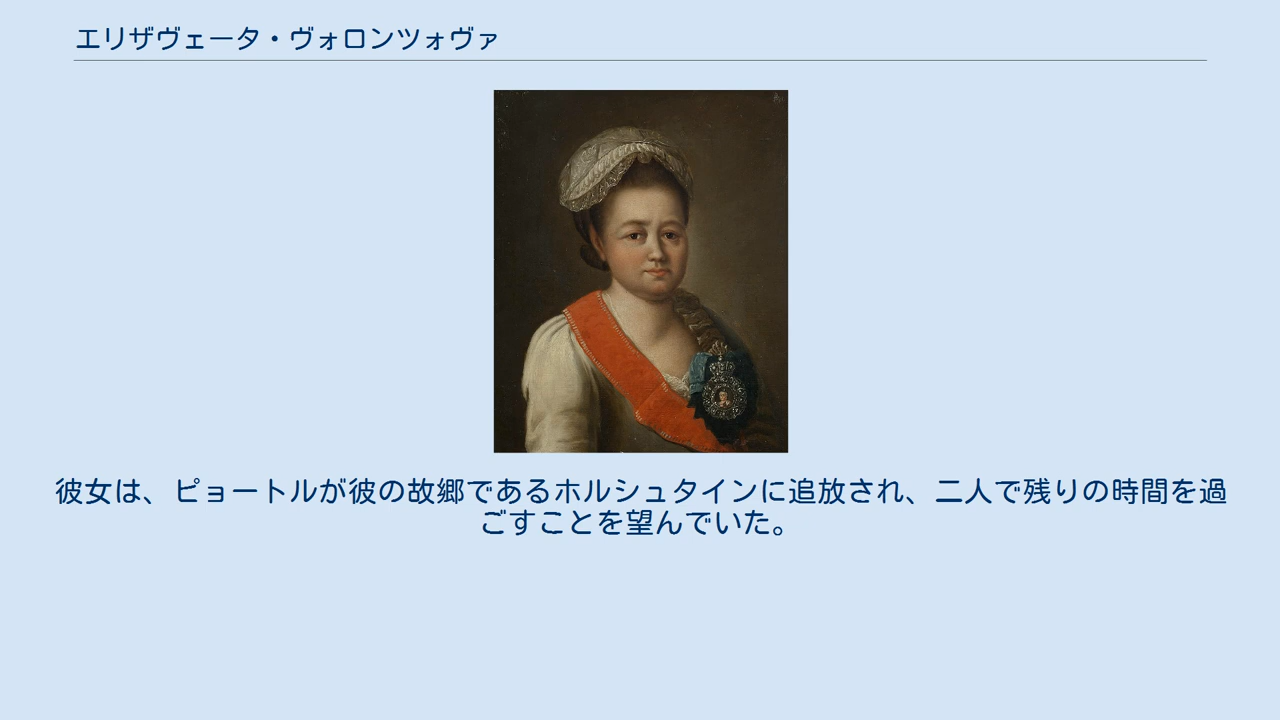 エリザヴェータ・ヴォロンツォヴァ
彼女は、ピョートルが彼の故郷であるホルシュタインに追放され、二人で残りの時間を過
ごすことを望んでいた。